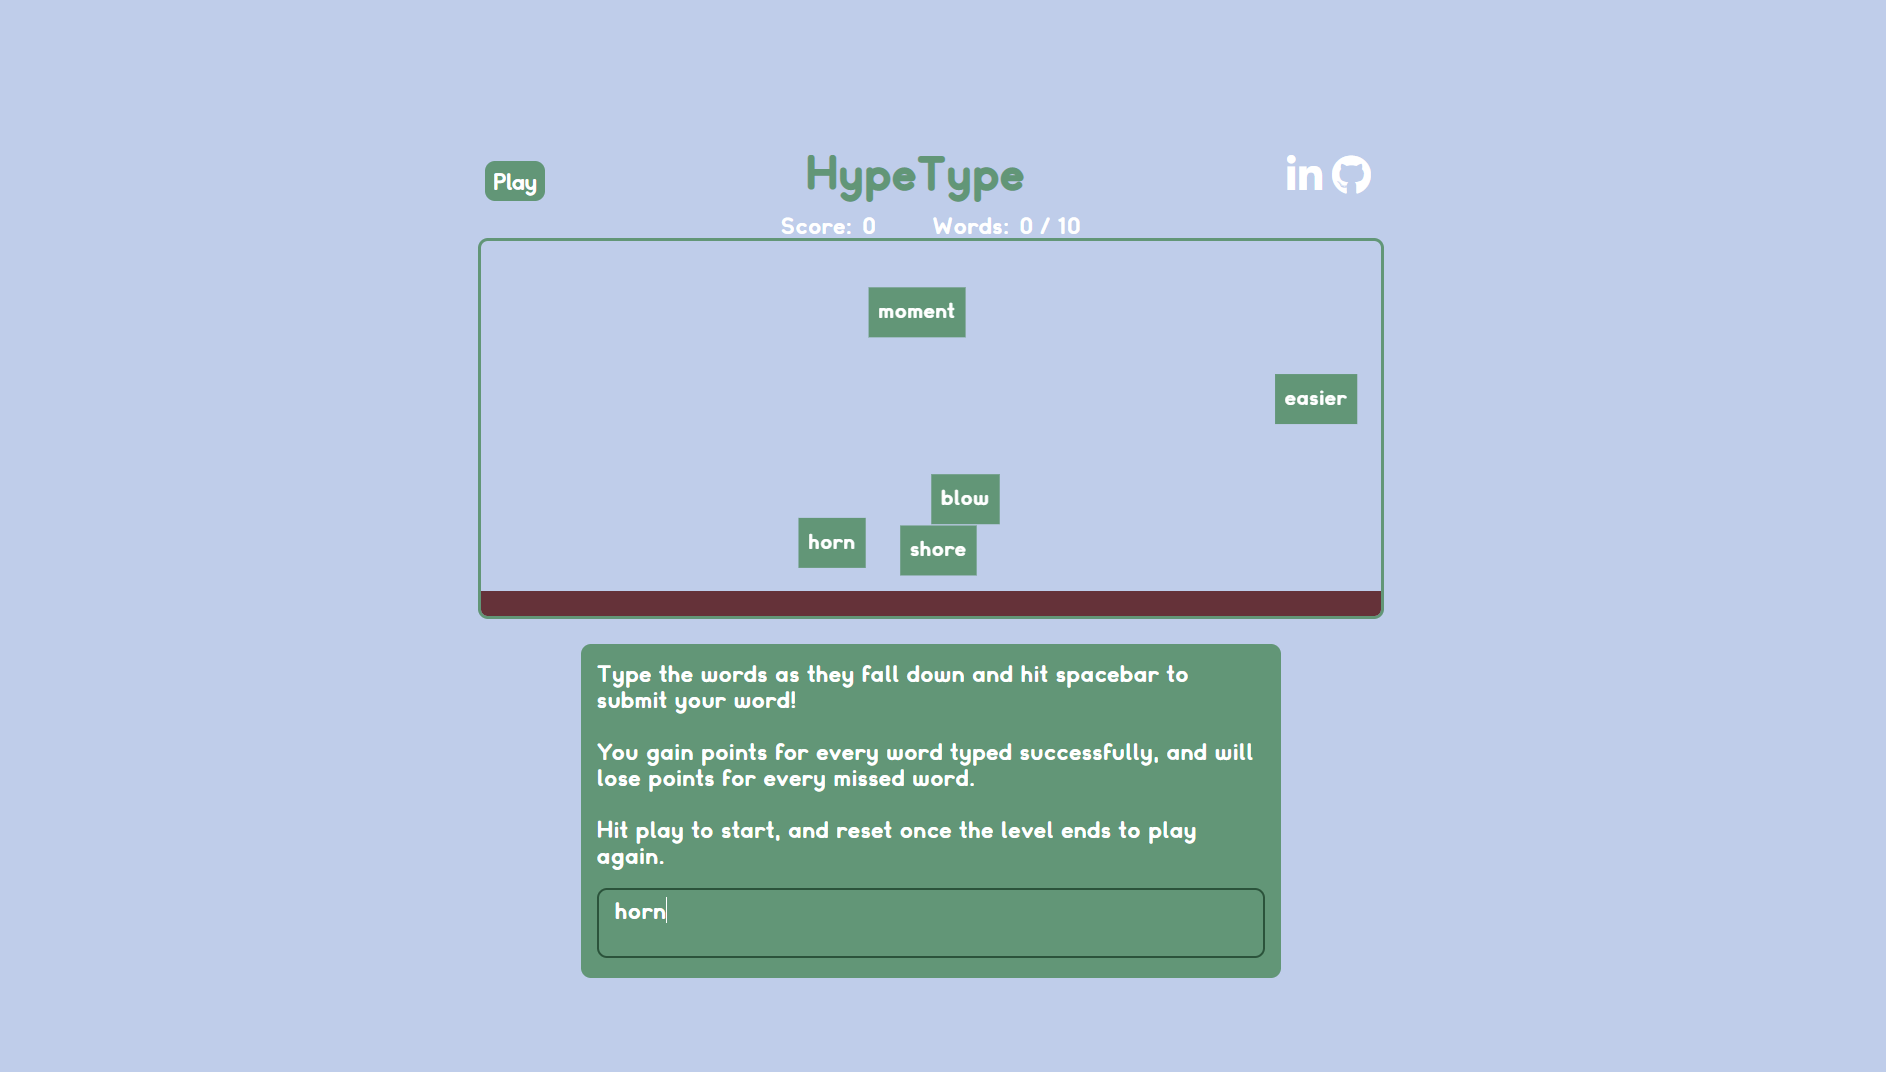 Play
HypeType
in
Score: 0
Words: 0 / 10
moment
easier
blow
horn
shore
Type the words as they fall down and hit spacebar to
submit your word!
You gain points for every word typed successfully, and will
lose points for every missed word.
Hit play to start, and reset once the level ends to play
again.
horn